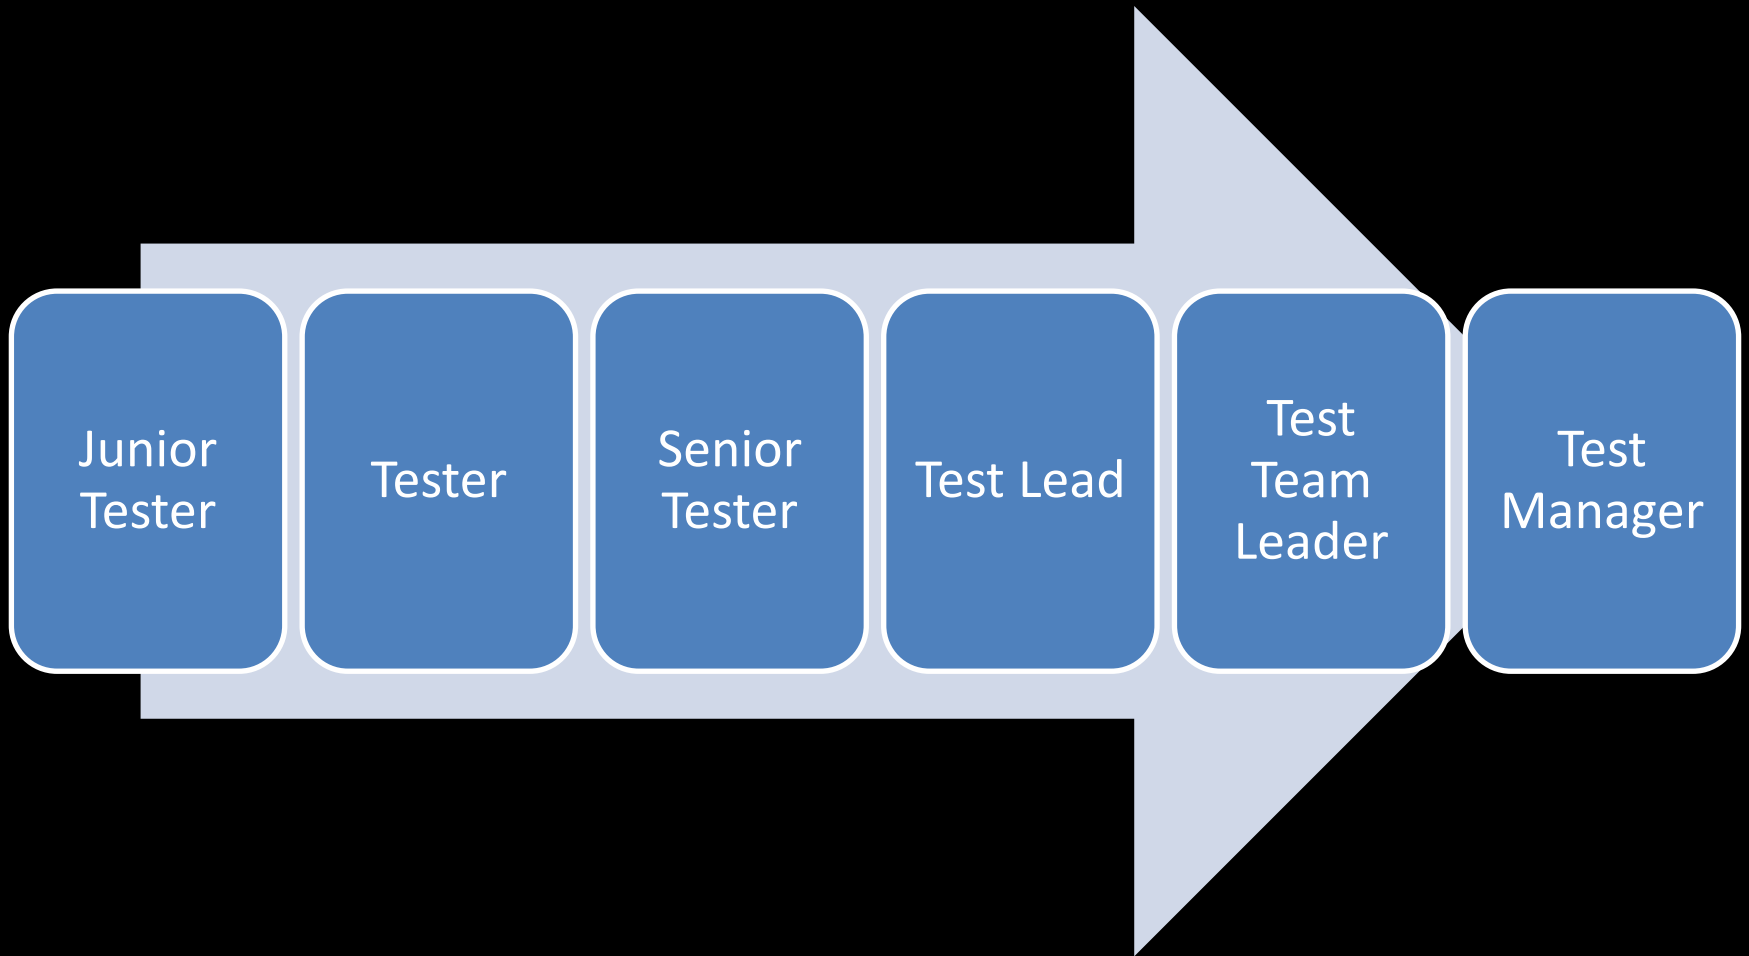 Junior
Tester
Tester
Senior
Tester
Test Lead
Test
Team
Leader
Test
Manager